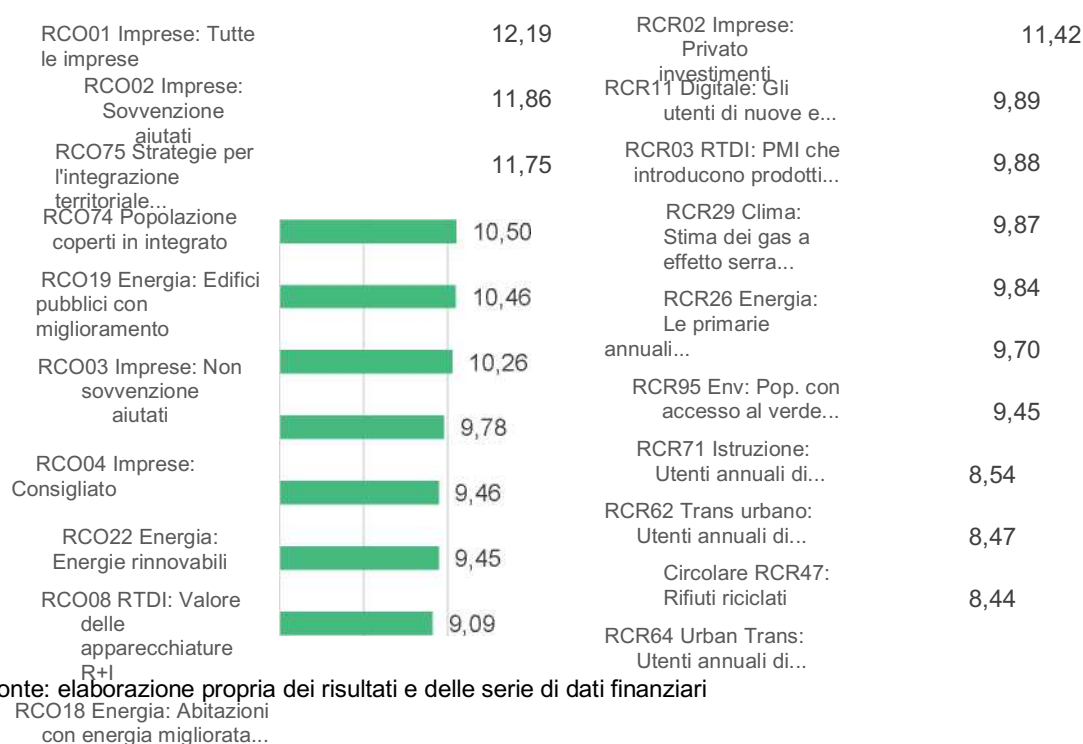 RCO01 Imprese: Tutte
le imprese
12,19
RCO02 Imprese:
Sovvenzione
aiutati
11,86
RCO75 Strategie per
l'integrazione
territoriale...
11,75
RCO74 Popolazione
coperti in integrato
10,50
RCO19 Energia: Edifici
pubblici con
miglioramento
10,46
RCO03 Imprese: Non
sovvenzione
aiutati
10,26
9,78
RCO04 Imprese:
Consigliato
9,46
RCO22 Energia:
Energie rinnovabili
9,45
RCO08 RTDI: Valore
delle
apparecchiature
R+I
9,09
RCO18 Energia: Abitazioni
con energia migliorata...
RCR02 Imprese:
Privato
investimenti
11,42
RCR11 Digitale: Gli
utenti di nuove e...
9,89
RCR03 RTDI: PMI che
introducono prodotti...
9,88
RCR29 Clima:
Stima dei gas a
effetto serra...
9,87
RCR26 Energia:
Le primarie
annuali...
9,84
9,70
RCR95 Env: Pop. con
accesso al verde...
9,45
RCR71 Istruzione:
Utenti annuali di...
8,54
RCR62 Trans urbano:
Utenti annuali di...
8,47
Circolare RCR47:
Rifiuti riciclati
8,44
RCR64 Urban Trans:
Utenti annuali di...
onte: elaborazione propria dei risultati e delle serie di dati finanziari